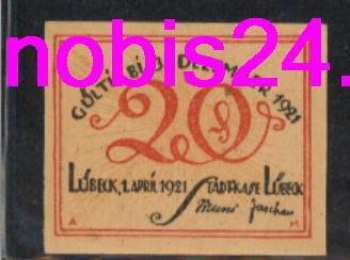 nobis24.
GÜLTIG BIS 31. DEZEMBER 1921
20
LÜBECK, 1. APRIL 1921 STADTKASSE LÜBECK
A